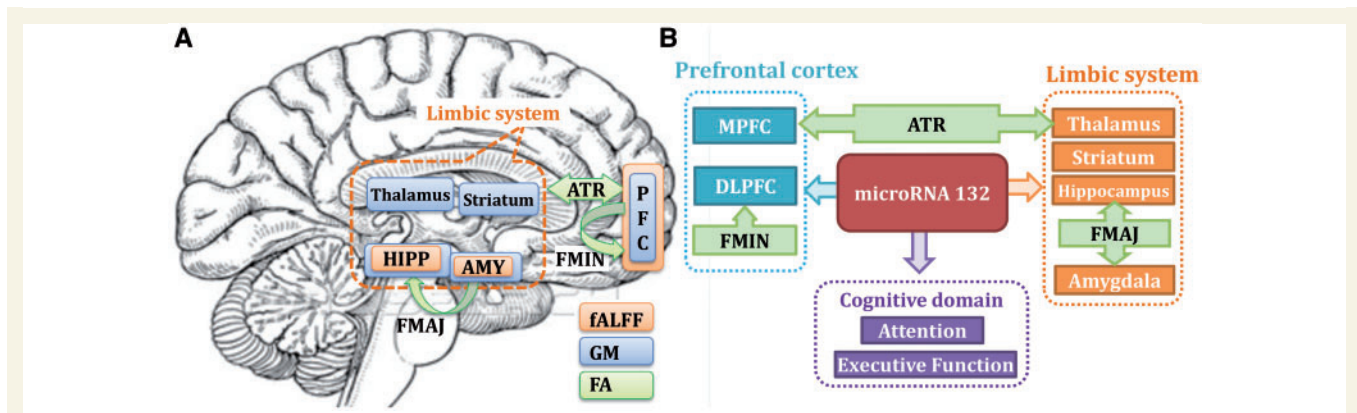 A
Limbic system
Thalamus
Striatum
ATR
P
F
C
HIPP
AMY
FMIN
FMAJ
fALFF
GM
FA
B
Prefrontal cortex
Limbic system
MPFC
ATR
Thalamus
Striatum
DLPFC
microRNA 132
Hippocampus
FMIN
FMAJ
Amygdala
Cognitive domain
Attention
Executive Function